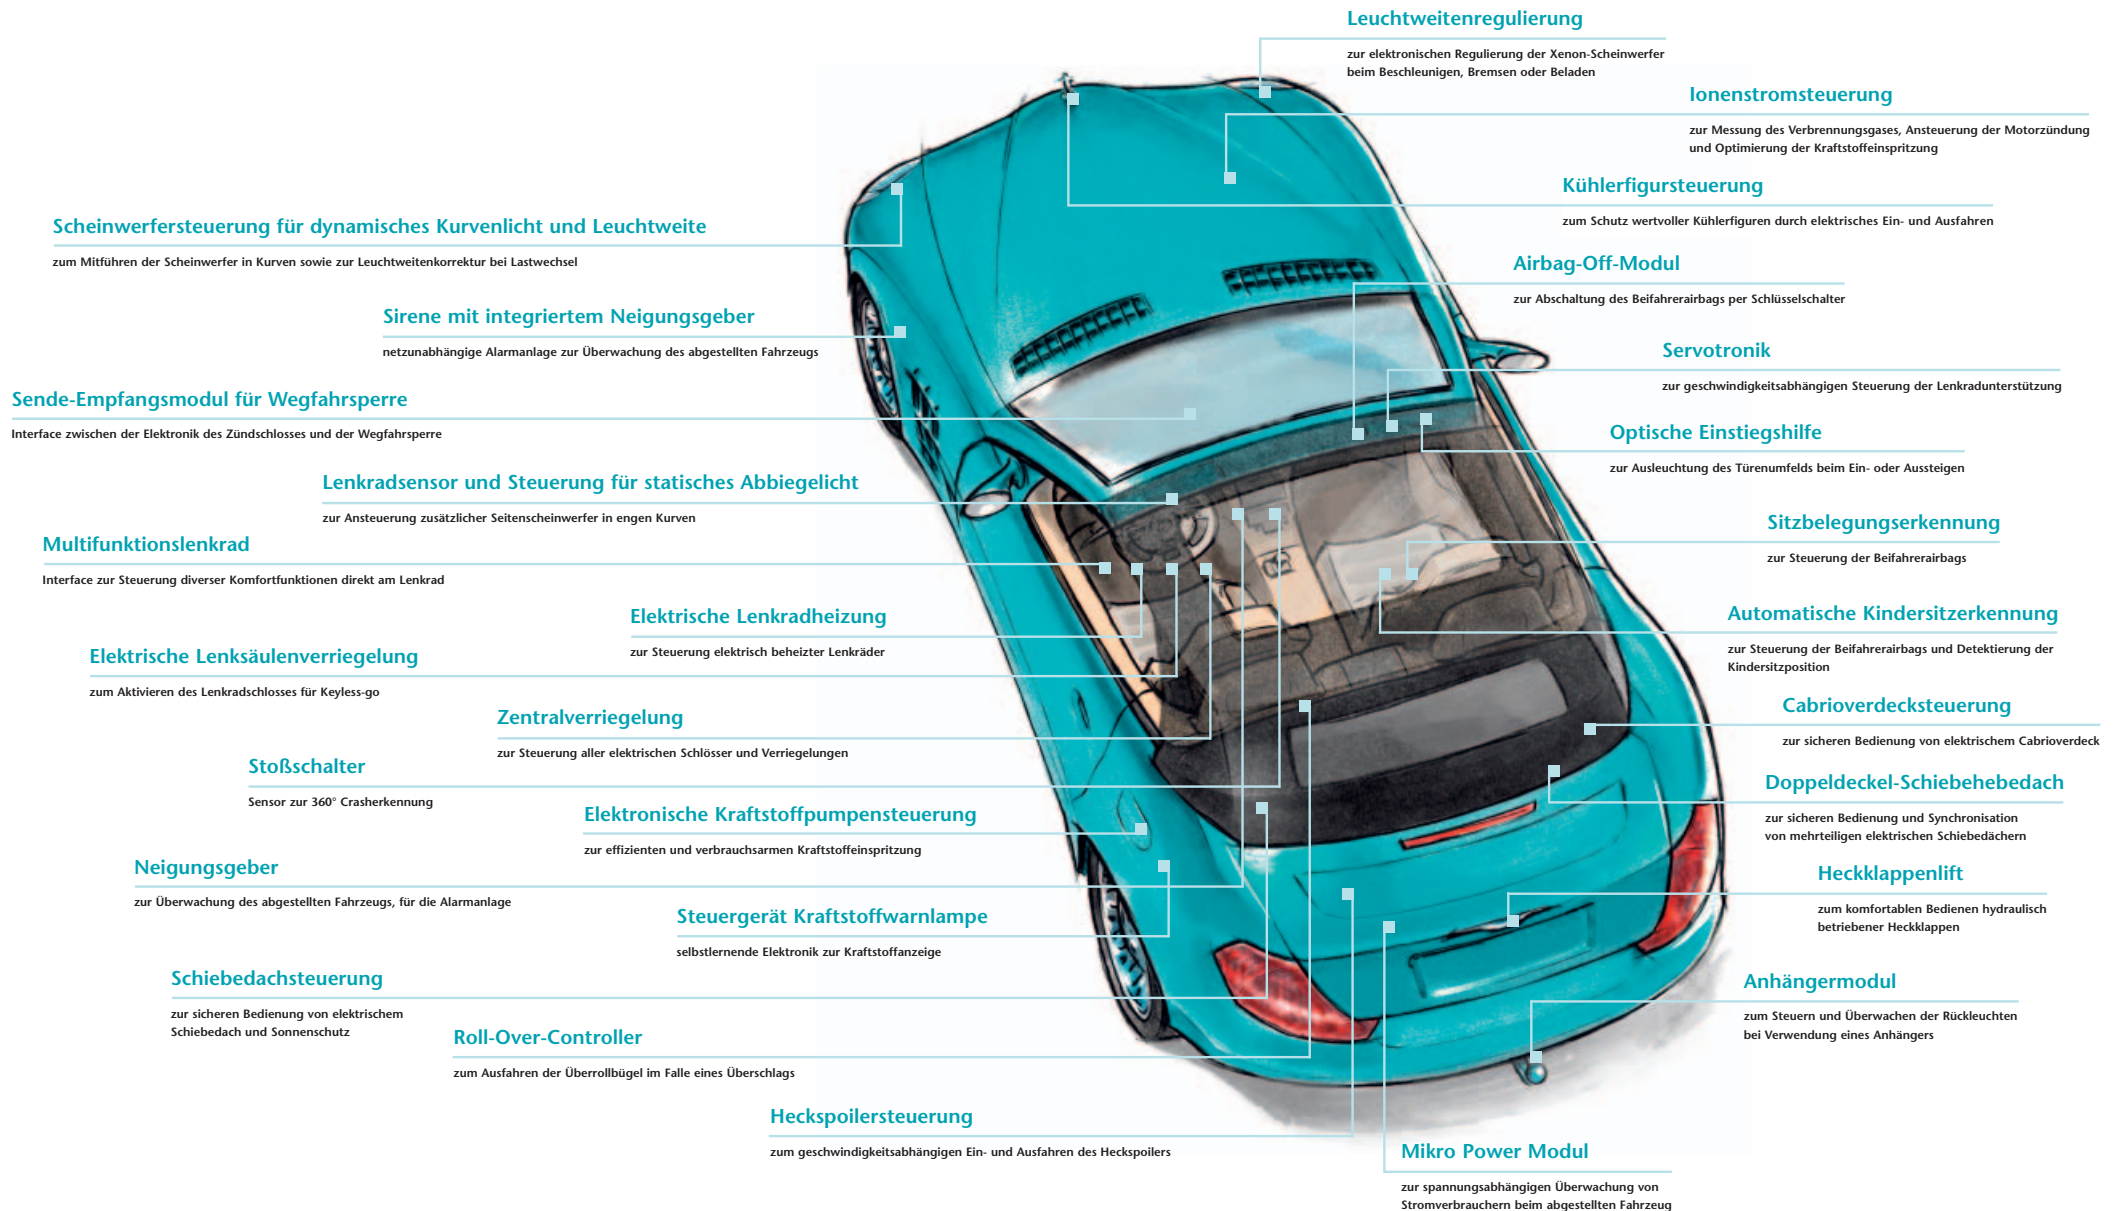 Leuchtweitenregulierung
zur elektronischen Regulierung der Xenon-Scheinwerfer
beim Beschleunigen, Bremsen oder Beladen
Ionenstromsteuerung
zur Messung des Verbrennungsgases, Ansteuerung der Motorzündung
und Optimierung der Kraftstoffeinspritzung
Kühlerfigursteuerung
zum Schutz wertvoller Kühlerfiguren durch elektrisches Ein- und Ausfahren
Scheinwerfersteuerung für dynamisches Kurvenlicht und Leuchtweite
zum Mitführen der Scheinwerfer in Kurven sowie zur Leuchtweitenkorrektur bei Lastwechsel
Airbag-Off-Modul
zur Abschaltung des Beifahrerairbags per Schlüsselschalter
Sirene mit integriertem Neigungsgeber
netzunabhängige Alarmanlage zur Überwachung des abgestellten Fahrzeugs
Servotronik
zur geschwindigkeitsabhängigen Steuerung der Lenkradunterstützung
Sende-Empfangsmodul für Wegfahrsperre
Interface zwischen der Elektronik des Zündschlosses und der Wegfahrsperre
Optische Einstiegshilfe
zur Ausleuchtung des Türenumfelds beim Ein- oder Aussteigen
Lenkradsensor und Steuerung für statisches Abbiegelicht
zur Ansteuerung zusätzlicher Seitenscheinwerfer in engen Kurven
Sitzbelegungserkennung
zur Steuerung der Beifahrerairbags
Multifunktionslenkrad
Interface zur Steuerung diverser Komfortfunktionen direkt am Lenkrad
Elektrische Lenkradheizung
zur Steuerung elektrisch beheizter Lenkräder
Automatische Kindersitzerkennung
zur Steuerung der Beifahrerairbags und Detektierung der
Kindersitzposition
Elektrische Lenksäulenverriegelung
zum Aktivieren des Lenkradschlosses für Keyless-go
Zentralverriegelung
zur Steuerung aller elektrischen Schlösser und Verriegelungen
Cabrioverdecksteuerung
zur sicheren Bedienung von elektrischem Cabrioverdeck
Stoßschalter
Sensor zur 360° Crasherkennung
Doppeldeckel-Schiebehebedach
zur sicheren Bedienung und Synchronisation
von mehrteiligen elektrischen Schiebedächern
Elektronische Kraftstoffpumpensteuerung
zur effizienten und verbrauchsarmen Kraftstoffeinspritzung
Neigungsgeber
zur Überwachung des abgestellten Fahrzeugs, für die Alarmanlage
Heckklappenlift
zum komfortablen Bedienen hydraulisch
betriebener Heckklappen
Steuergerät Kraftstoffwarnlampe
selbstlernende Elektronik zur Kraftstoffanzeige
Schiebedachsteuerung
zur sicheren Bedienung von elektrischem
Schiebedach und Sonnenschutz
Anhängermodul
zum Steuern und Überwachen der Rückleuchten
bei Verwendung eines Anhängers
Roll-Over-Controller
zum Ausfahren der Überrollbügel im Falle eines Überschlags
Heckspoilersteuerung
zum geschwindigkeitsabhängigen Ein- und Ausfahren des Heckspoilers
Mikro Power Modul
zur spannungsabhängigen Überwachung von
Stromverbrauchern beim abgestellten Fahrzeug